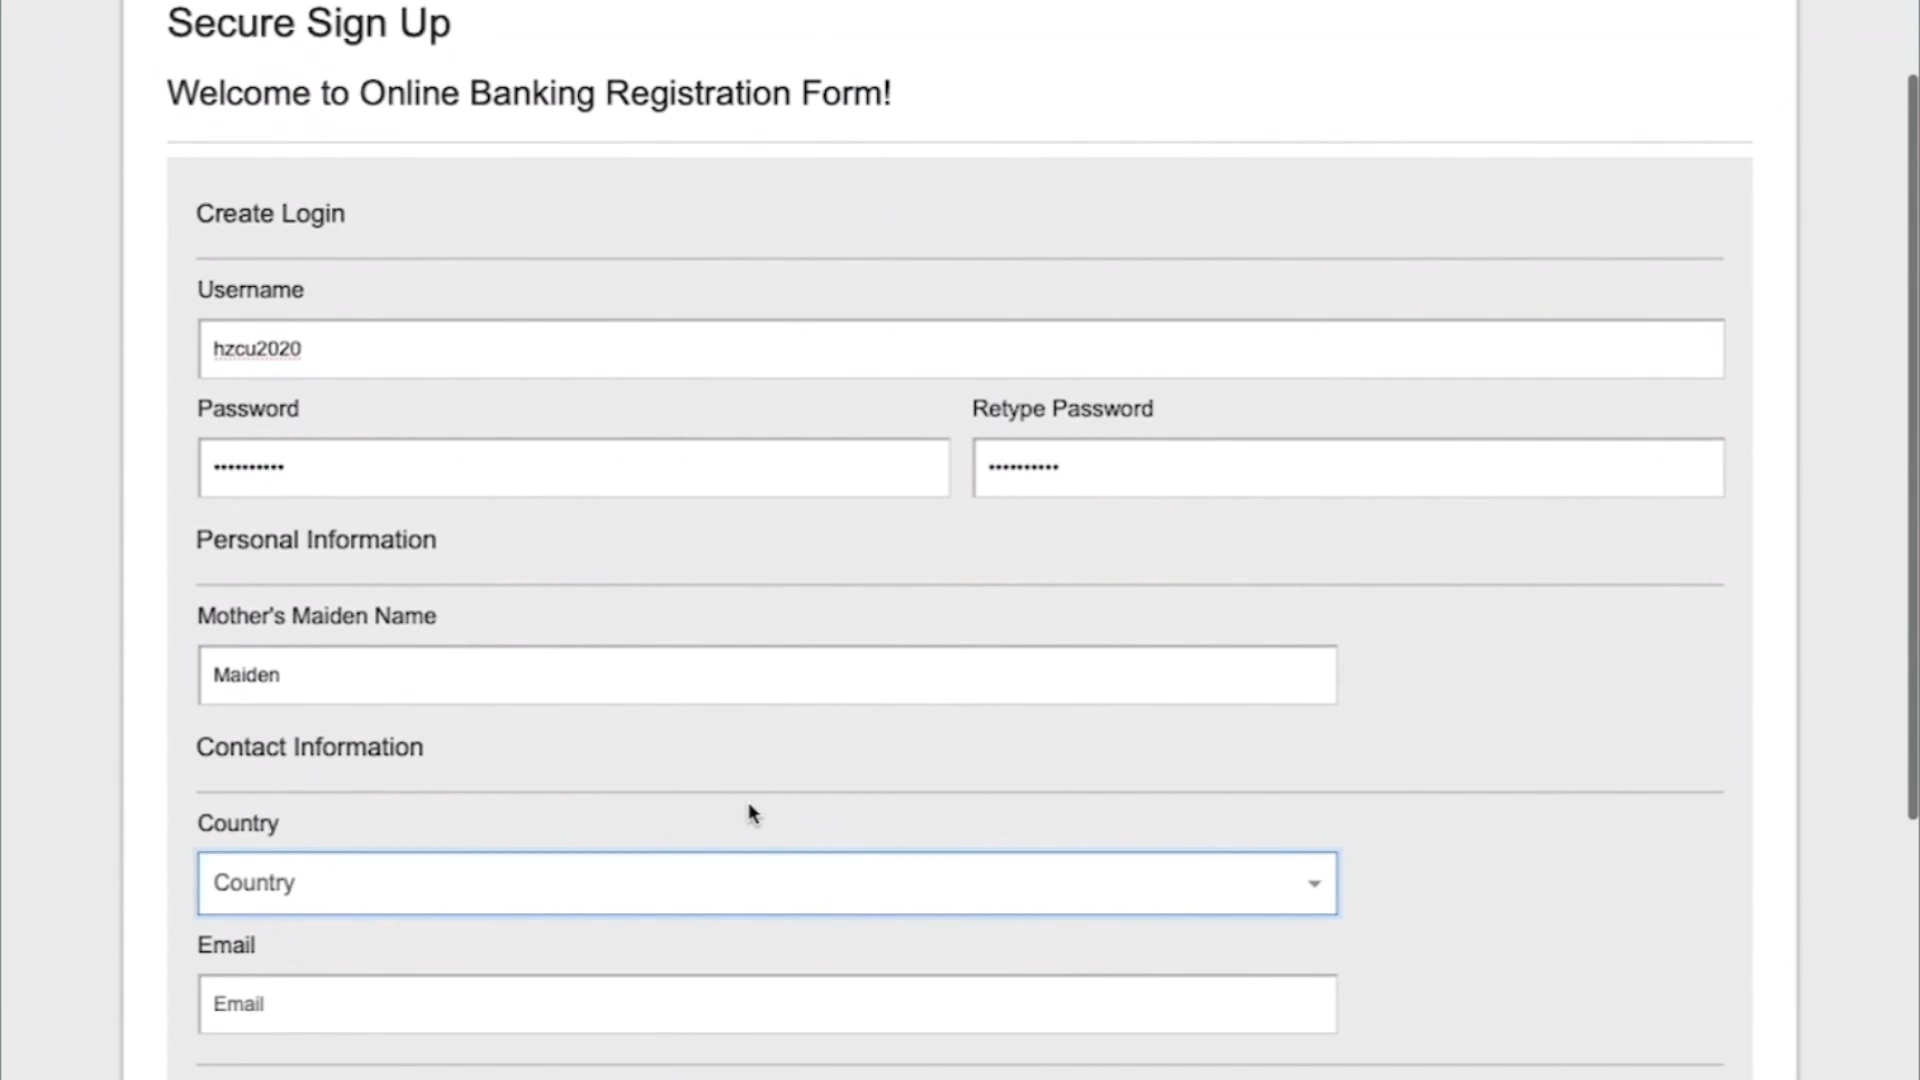 Secure Sign Up
Welcome to Online Banking Registration Form!
Create Login
Username
hzcu2020
Password Retype Password
•••••••••• ••••••••••
Personal Information
Mother's Maiden Name
Maiden
Contact Information
Country
Country
Email
Email